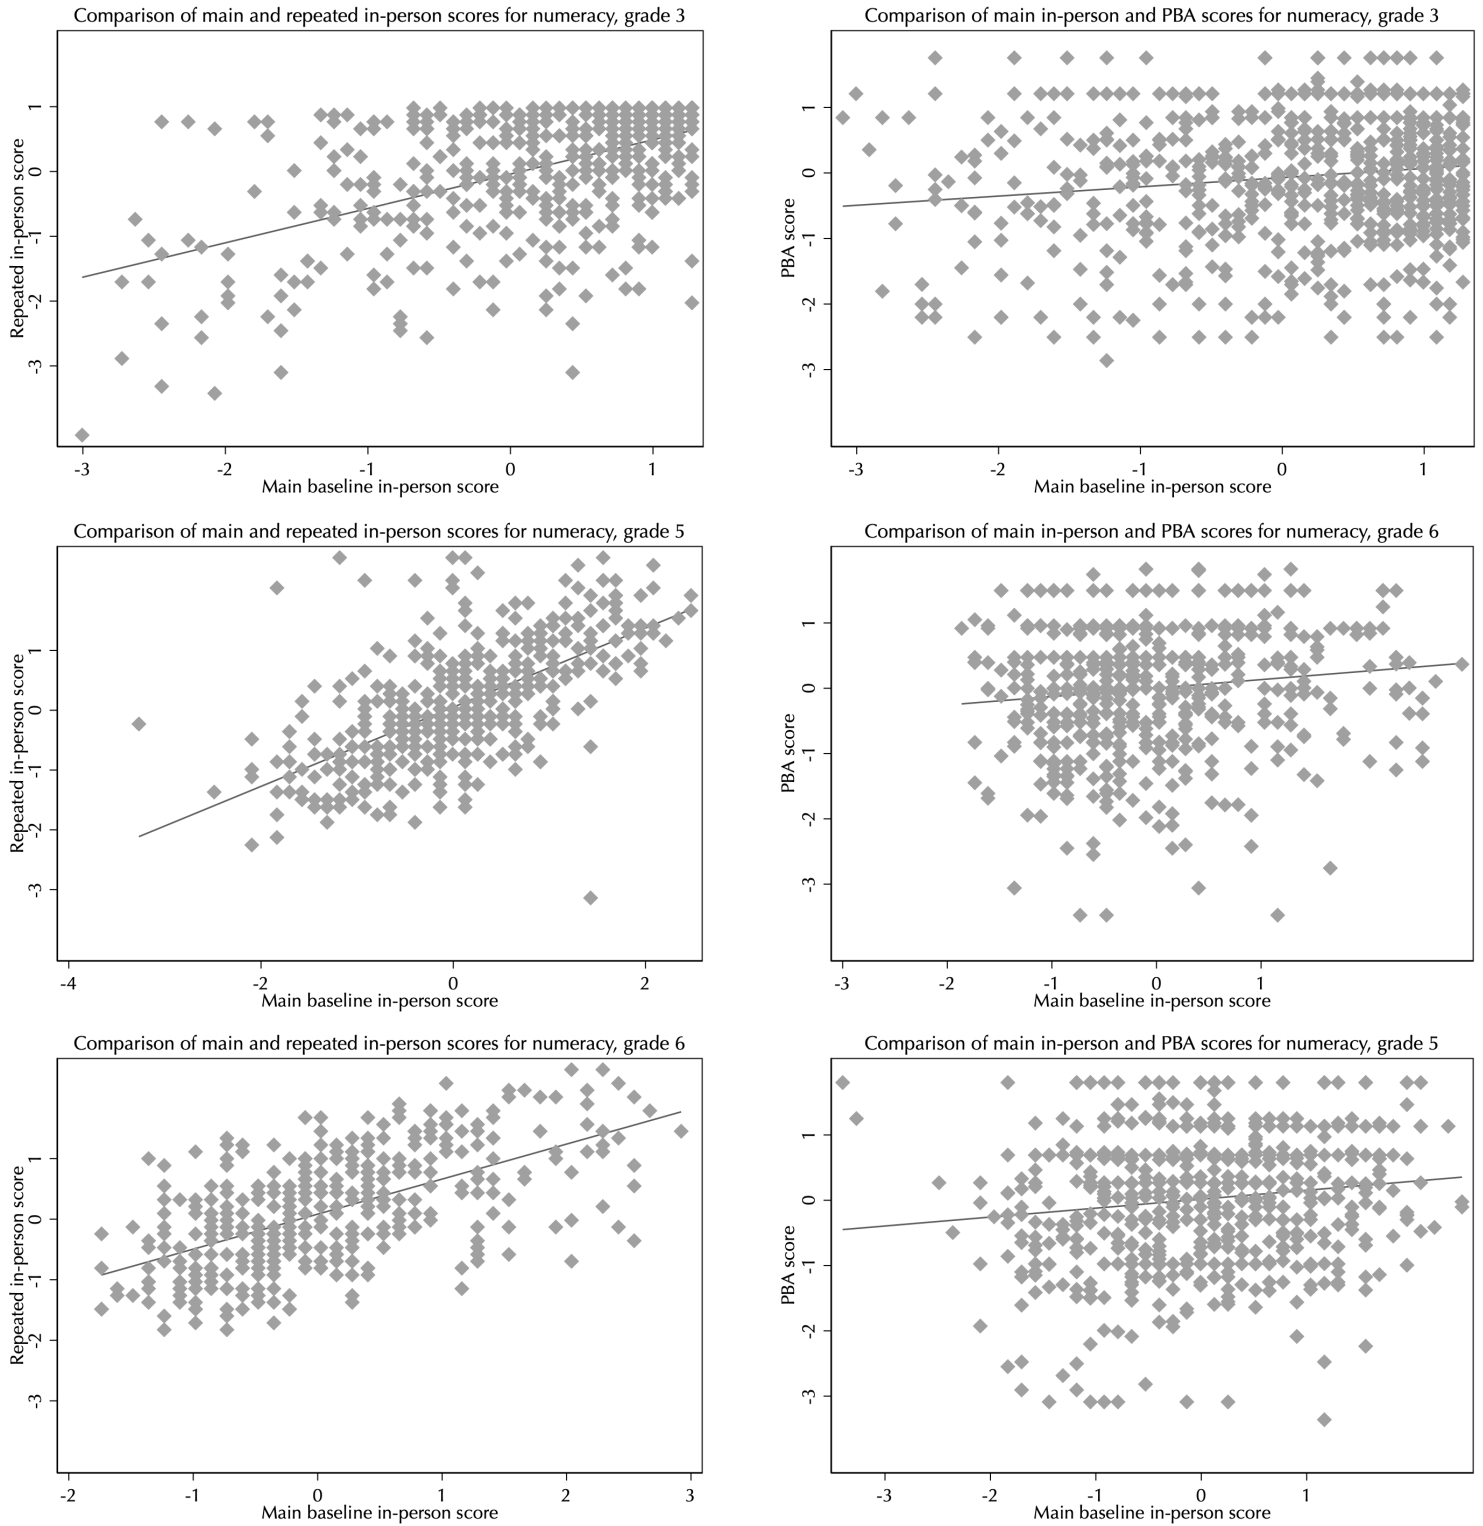 Comparison of main and repeated in-person scores for numeracy, grade 3
Repeated in-person score
1
0
-1
-2
-3
-3 -2 -1 0 1
Main baseline in-person score
Comparison of main in-person and PBA scores for numeracy, grade 3
PBA score
1
0
-1
-2
-3
-3 -2 -1 0 1
Main baseline in-person score
Comparison of main and repeated in-person scores for numeracy, grade 5
Repeated in-person score
1
0
-1
-2
-3
-4 -2 0 2
Main baseline in-person score
Comparison of main in-person and PBA scores for numeracy, grade 6
PBA score
1
0
-1
-2
-3
-3 -2 -1 0 1
Main baseline in-person score
Comparison of main and repeated in-person scores for numeracy, grade 6
Repeated in-person score
1
0
-1
-2
-3
-2 -1 0 1 2 3
Main baseline in-person score
Comparison of main in-person and PBA scores for numeracy, grade 5
PBA score
1
0
-1
-2
-3
-3 -2 -1 0 1
Main baseline in-person score